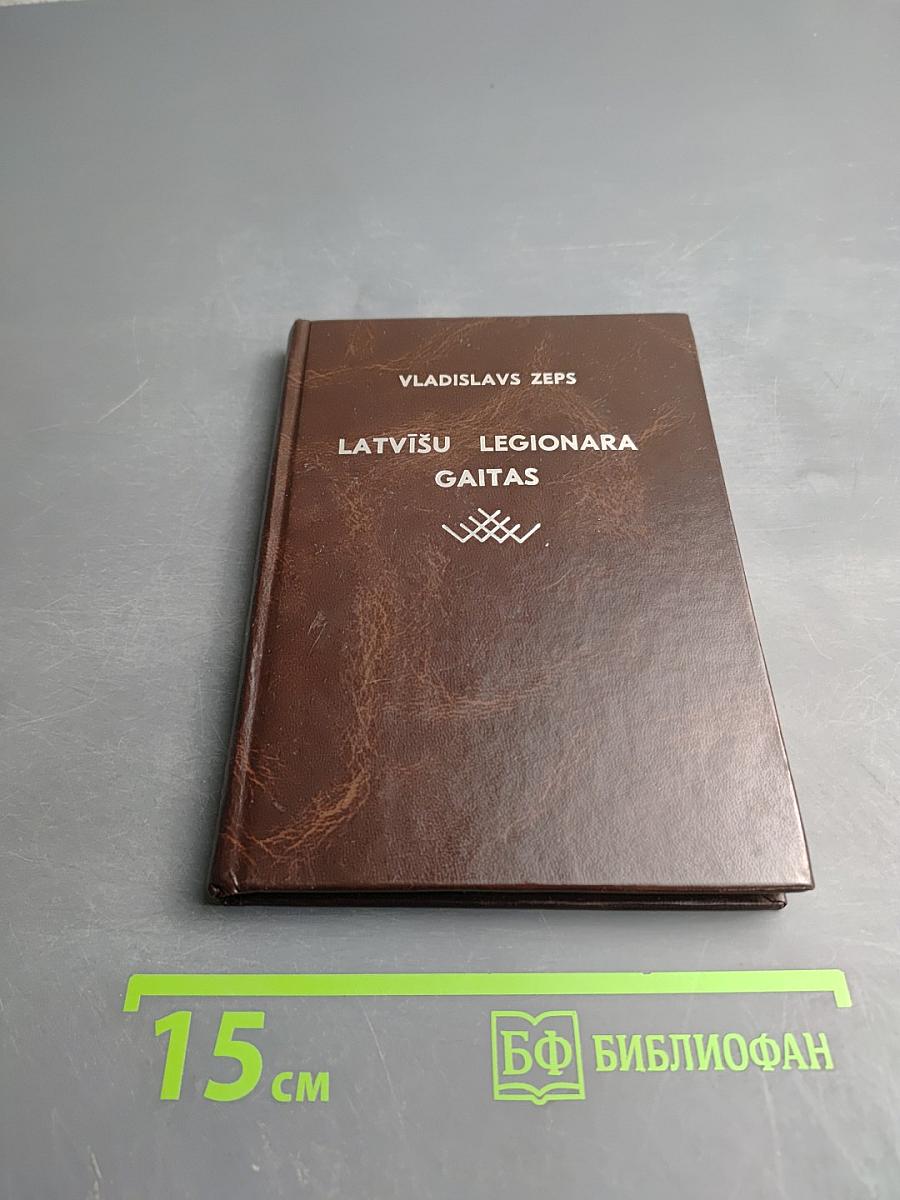 VLADISLAVS ZEPS
LATVĪŠU LEGIONARA
GAITAS
15 СМ
БФ БИБЛИОФАН